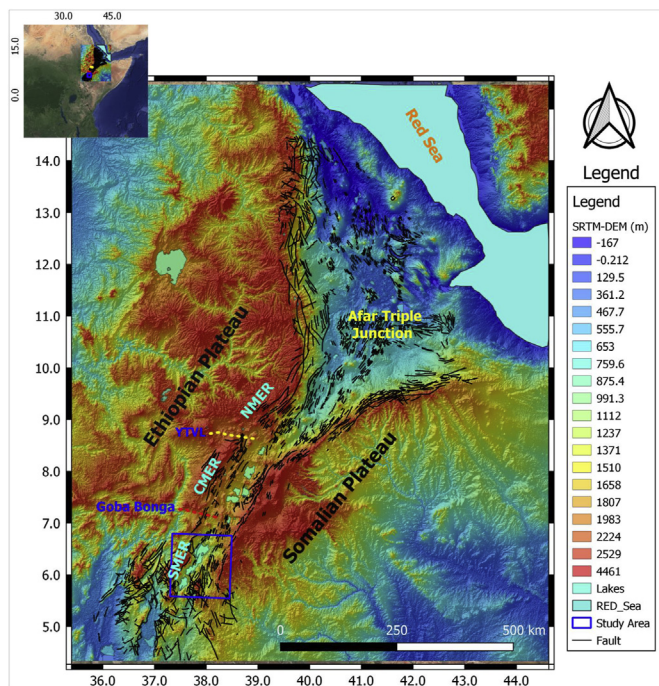 30.0 45.0
15.0
0.0
14.0
13.0
12.0
11.0
10.0
9.0
8.0
7.0
6.0
5.0
Red Sea
Afar Triple
Junction
Ethiopian Plateau
NMER
YTVL
CMER
Somalian Plateau
Goba Bonga
SMER
0 250 500 km
36.0 37.0 38.0 39.0 40.0 41.0 42.0 43.0 44.0
Legend
Legend
SRTM-DEM (m)
-167
-0.212
129.5
361.2
467.7
555.7
653
759.6
875.4
991.3
1112
1237
1371
1510
1658
1807
1983
2224
2529
4461
Lakes
RED_Sea
Study Area
Fault